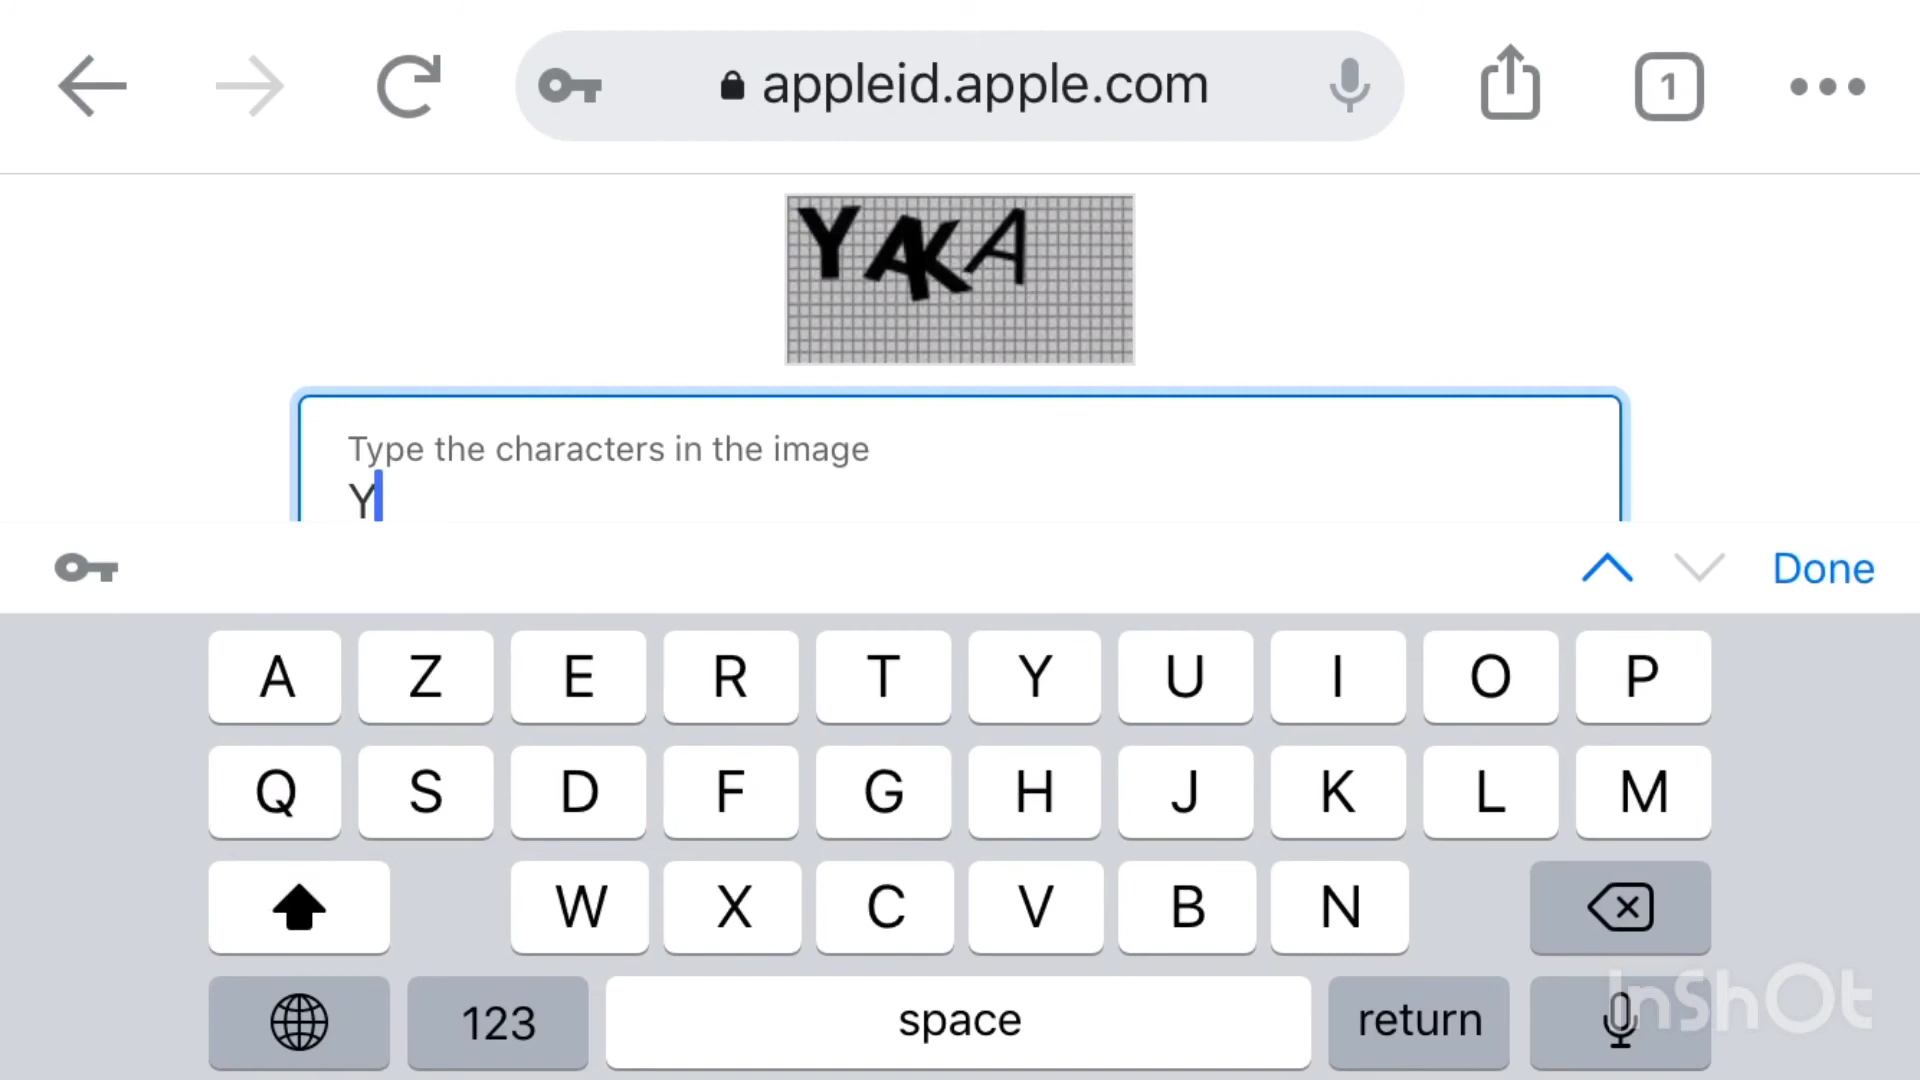 appleid.apple.com
1
YAKA
Type the characters in the image
Y
Done
A Z E R T Y U I O P
Q S D F G H J K L M
W X C V B N
123 space return
InShOt